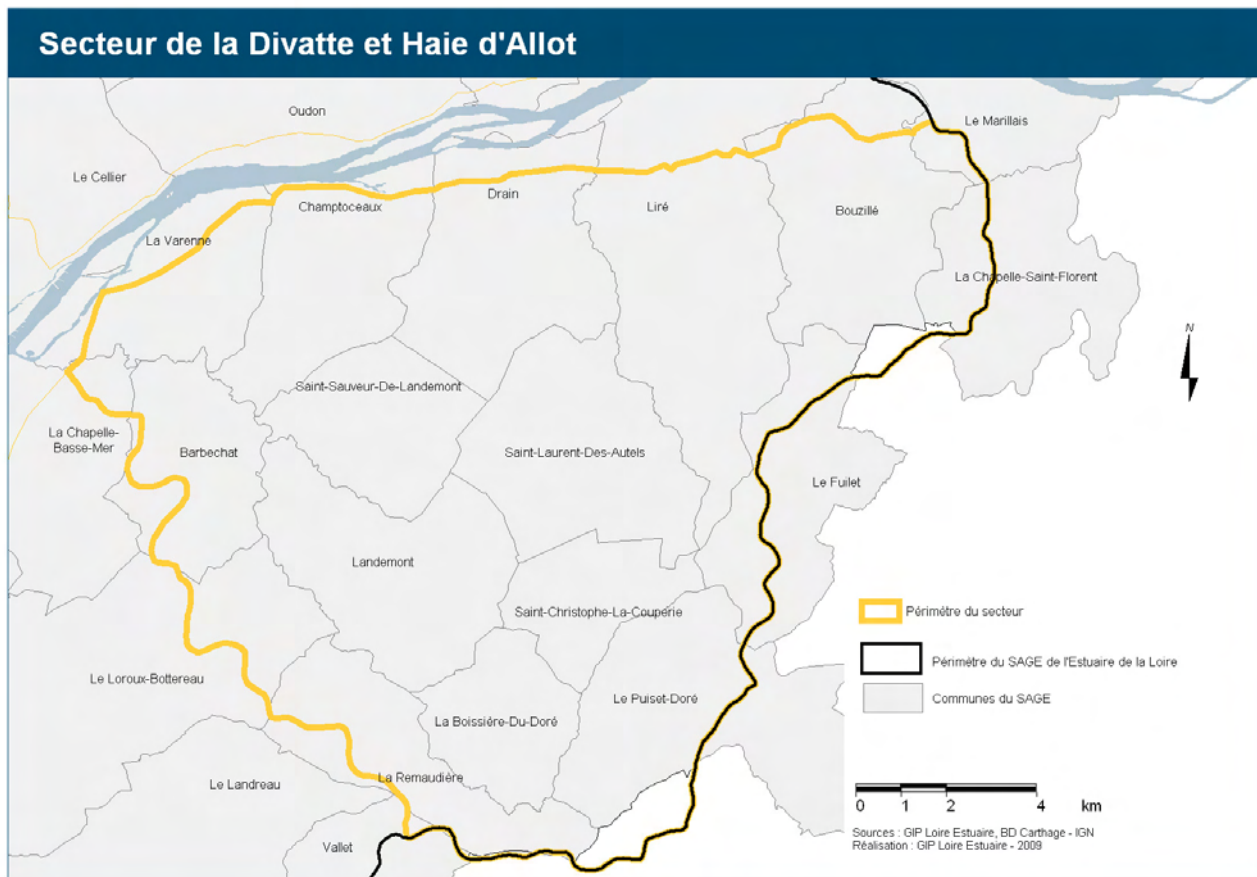 Secteur de la Divatte et Haie d'Allot
Oudon
Le Marillais
Le Cellier
Drain
Champtoceaux
Liré
Bouzillé
La Varenne
La Chapelle-Saint-Florent
N
Saint-Sauveur-De-Landemont
La Chapelle-
Basse-Mer
Barbechat
Saint-Laurent-Des-Autels
Le Fuilet
Landemont
Saint-Christophe-La-Couperie
Périmètre du secteur
Périmètre du SAGE de l'Estuaire de la Loire
Le Loroux-Bottereau
Le Puiset-Doré
Communes du SAGE
La Boissière-Du-Doré
La Remaudière
Le Landreau
0 1 2 4 km
Sources : GIP Loire Estuaire, BD Carthage - IGN
Réalisation : GIP Loire Estuaire - 2009
Vallet